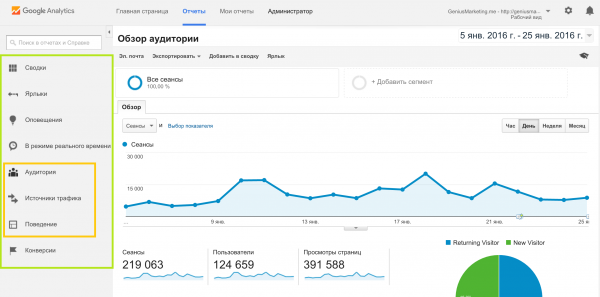 Google Analytics
Главная страница Отчеты Мои отчеты Администратор
GeniusMarketing.me - http://geniusma...
Рабочий вид
Поиск в отчетах и Справке
Сводки
Ярлыки
Оповещения
В режиме реального времени
Аудитория
Источники трафика
Поведение
Конверсии
Обзор аудитории
5 янв. 2016 г. - 25 янв. 2016 г.
Эл. почта Экспортировать Добавить в сводку Ярлык
Все сеансы
100,00 %
+ Добавить сегмент
Обзор
Сеансы и Выбор показателя
Час День Неделя Месяц
Сеансы
30 000
15 000
... 9 янв. 13 янв. 17 янв. 21 янв. 25 я
Сеансы
219 063
Пользователи
124 659
Просмотры страниц
391 588
Returning Visitor New Visitor